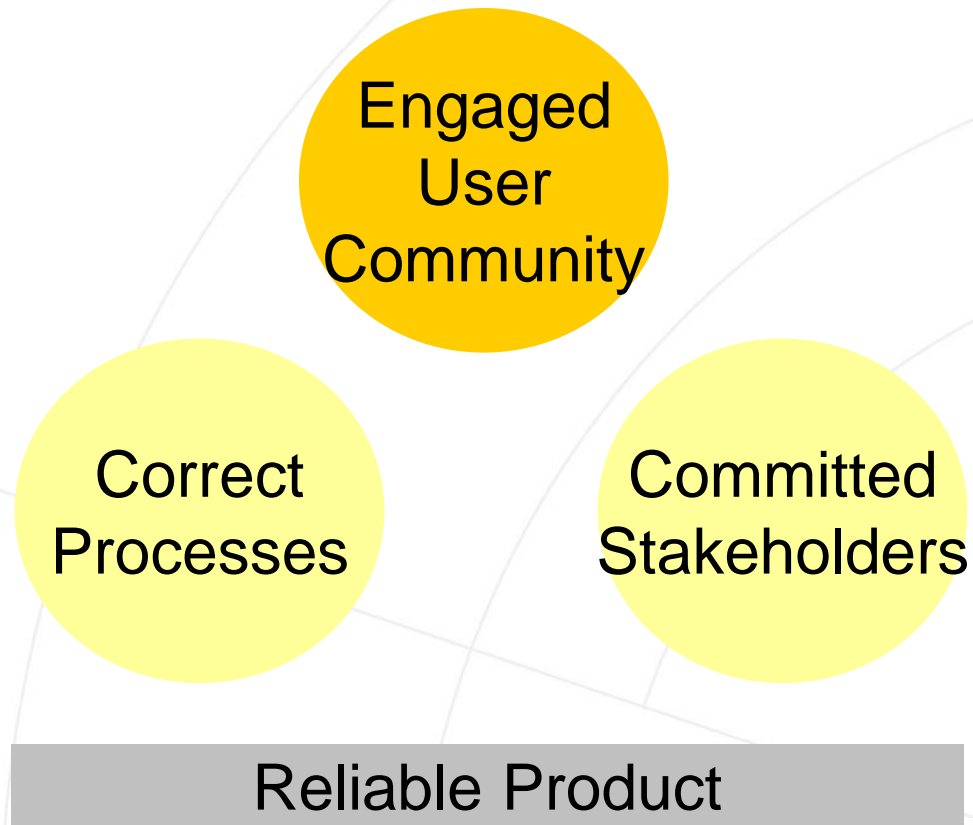 Engaged
User
Community
Correct
Processes
Committed
Stakeholders
Reliable Product